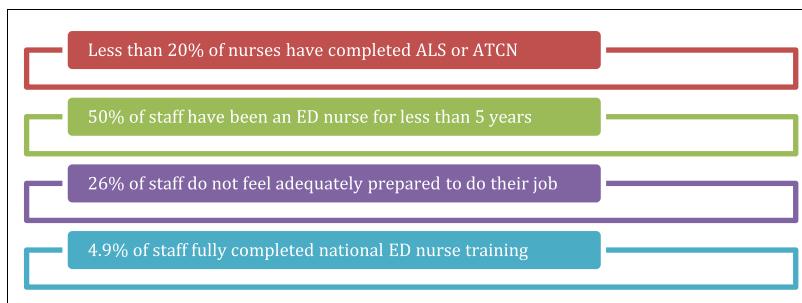 Less than 20% of nurses have completed ALS or ATCN
50% of staff have been an ED nurse for less than 5 years
26% of staff do not feel adequately prepared to do their job
4.9% of staff fully completed national ED nurse training